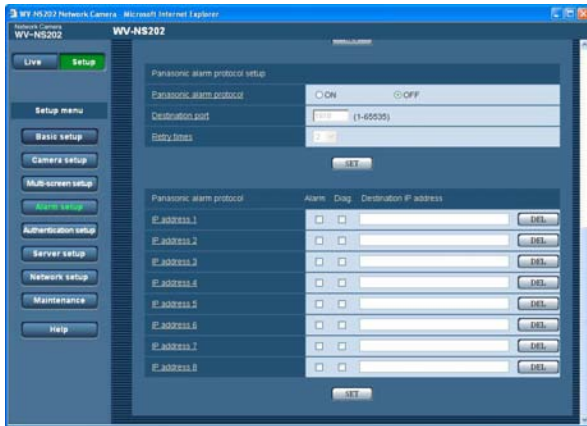 WV-NS202 Network Camera - Microsoft Internet Explorer
Network Camera
WV-NS202
WV-NS202
Live Setup
Panasonic alarm protocol setup
Panasonic alarm protocol ON OFF
Setup menu
Destination port (1-65535)
Basic setup
Retry times 2
Camera setup
SET
Multi-screen setup
Panasonic alarm protocol Alarm Diag. Destination IP address
Alarm setup
IP address 1 DEL
Authentication setup
IP address 2 DEL
Server setup
IP address 3 DEL
Network setup
IP address 4 DEL
Maintenance
IP address 5 DEL
Help
IP address 6 DEL
IP address 7 DEL
IP address 8 DEL
SET